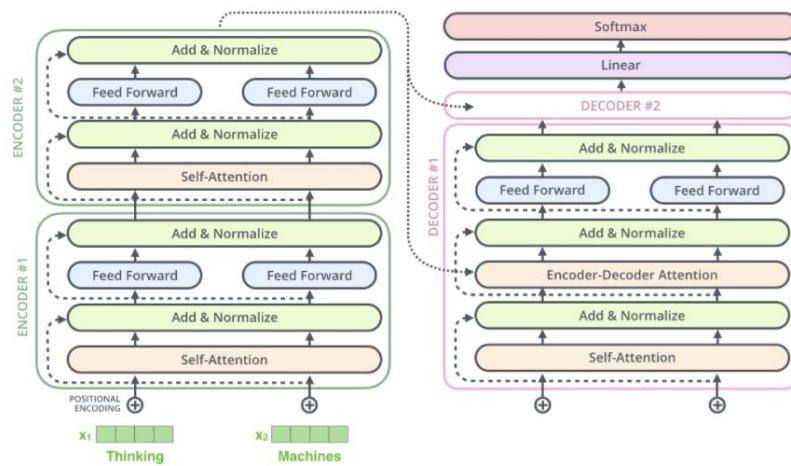 ENCODER #2
Add & Normalize
Feed Forward
Feed Forward
Add & Normalize
Self-Attention
ENCODER #1
Add & Normalize
Feed Forward
Feed Forward
Add & Normalize
Self-Attention
POSITIONAL
ENCODING
x1
x2
Thinking
Machines
Softmax
Linear
DECODER #2
DECODER #1
Add & Normalize
Feed Forward
Feed Forward
Add & Normalize
Encoder-Decoder Attention
Add & Normalize
Self-Attention